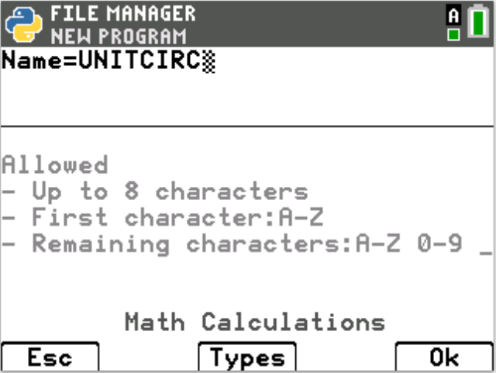 FILE MANAGER
NEW PROGRAM
A
Name=UNITCIRC
Allowed
- Up to 8 characters
- First character:A-Z
- Remaining characters:A-Z 0-9 _
Math Calculations
Esc
Types
Ok